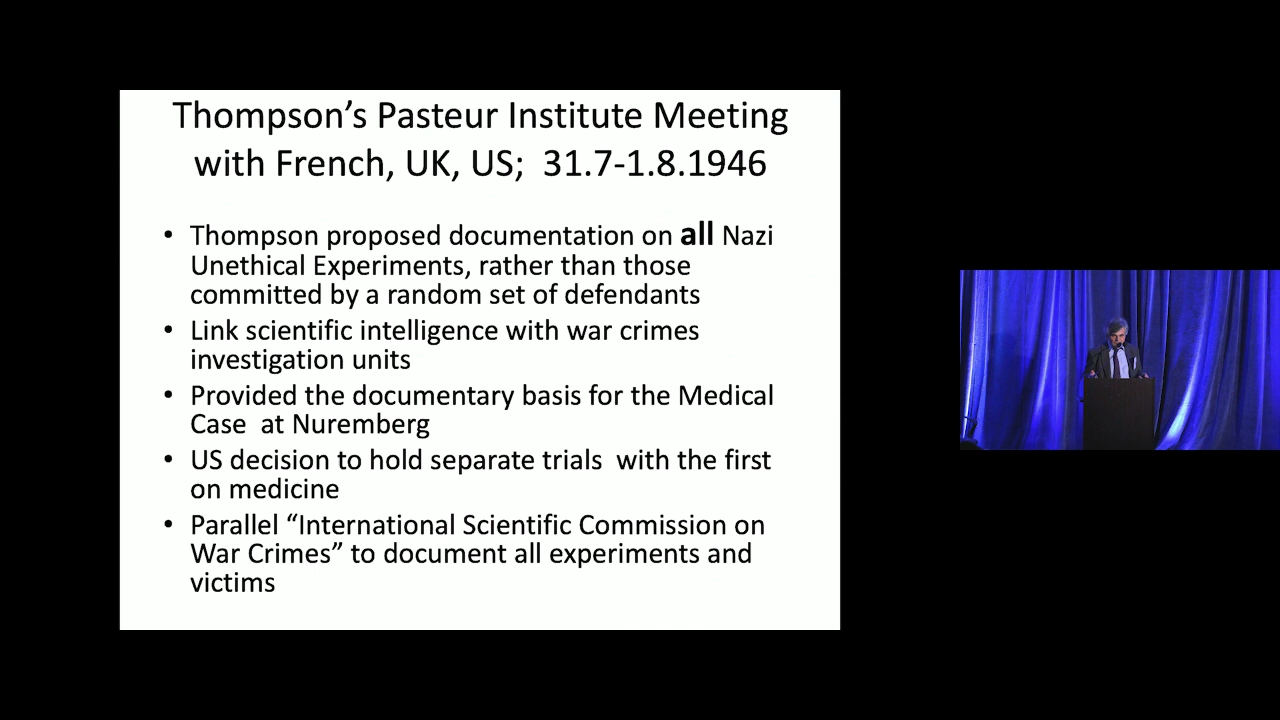 Thompson’s Pasteur Institute Meeting
with French, UK, US;  31.7-1.8.1946
• Thompson proposed documentation on all Nazi
Unethical Experiments, rather than those
committed by a random set of defendants
• Link scientific intelligence with war crimes
investigation units
• Provided the documentary basis for the Medical
Case  at Nuremberg
• US decision to hold separate trials  with the first
on medicine
• Parallel “International Scientific Commission on
War Crimes” to document all experiments and
victims